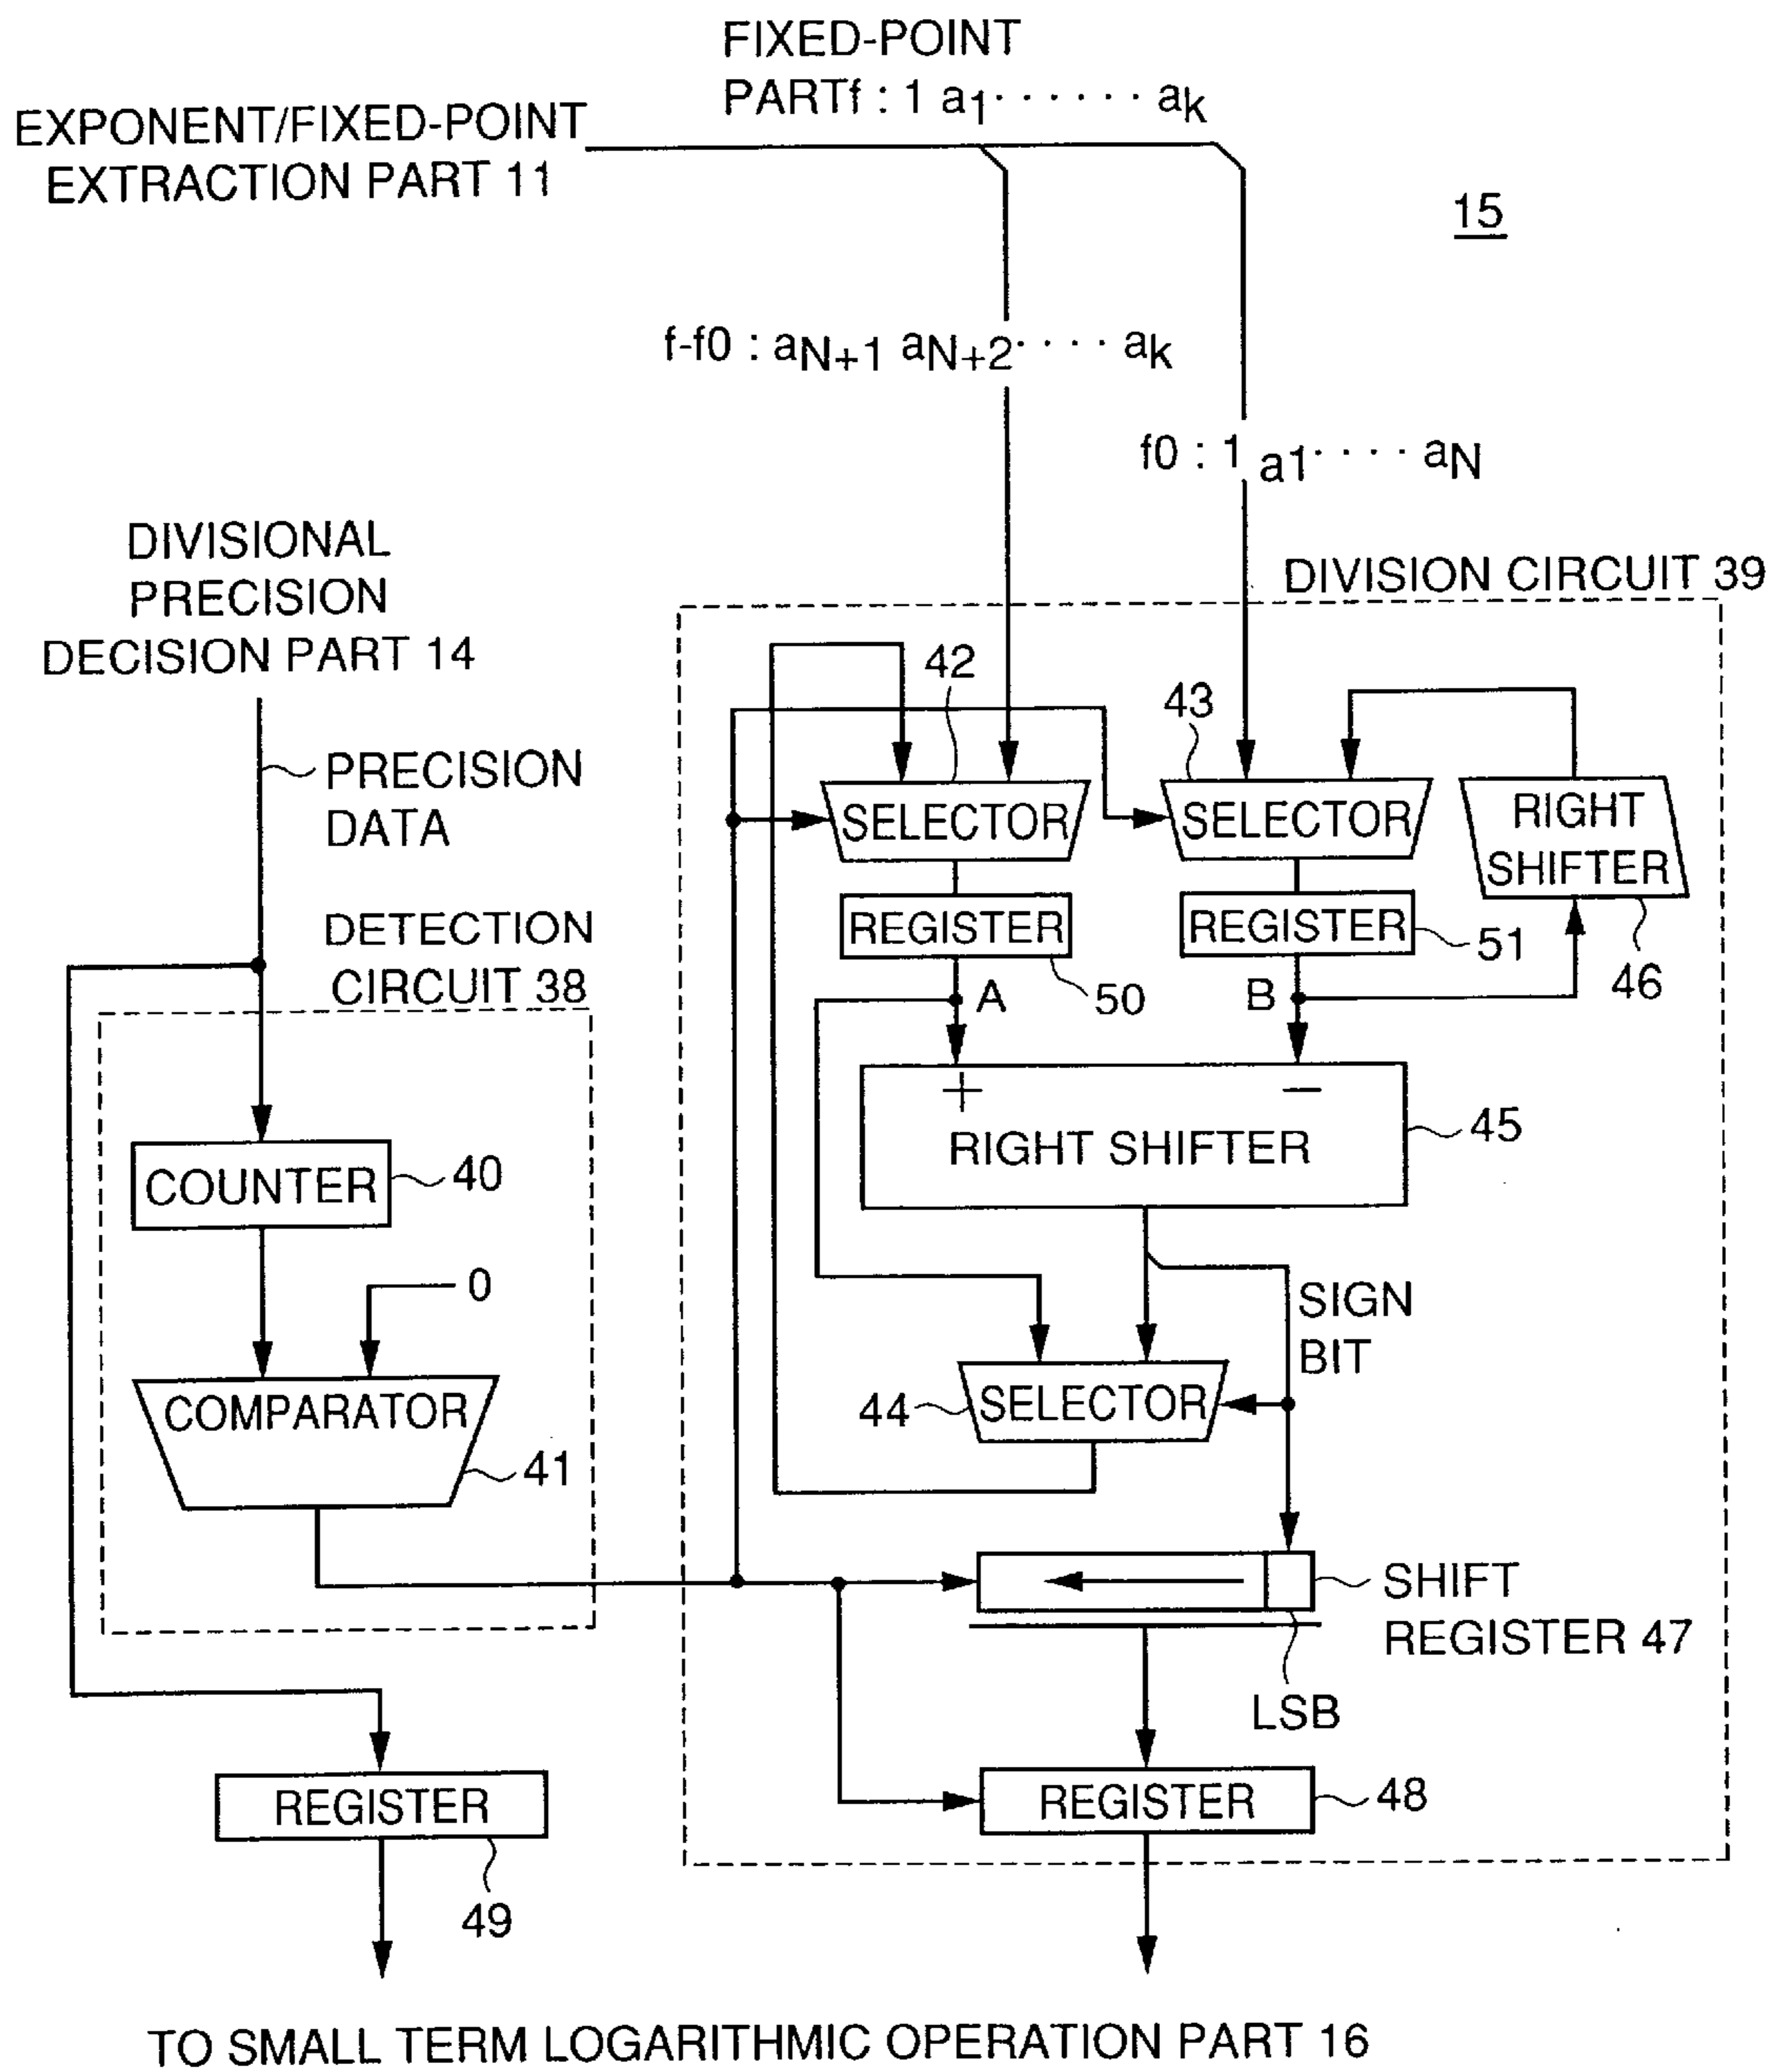 FIXED-POINT
PARTf : 1 a1 · · · · · · ak
EXPONENT/FIXED-POINT
EXTRACTION PART 11
15
f-f0 : aN+1 aN+2 · · · · ak
f0 : 1 a1 · · · · aN
DIVISIONAL
PRECISION
DECISION PART 14
DIVISION CIRCUIT 39
42
43
PRECISION
DATA
SELECTOR
SELECTOR
RIGHT
SHIFTER
DETECTION
CIRCUIT 38
REGISTER
REGISTER
51
46
A
50
B
+
−
RIGHT SHIFTER
45
COUNTER
40
0
SIGN
BIT
COMPARATOR
44
SELECTOR
41
SHIFT
REGISTER 47
LSB
REGISTER
REGISTER
48
49
TO SMALL TERM LOGARITHMIC OPERATION PART 16